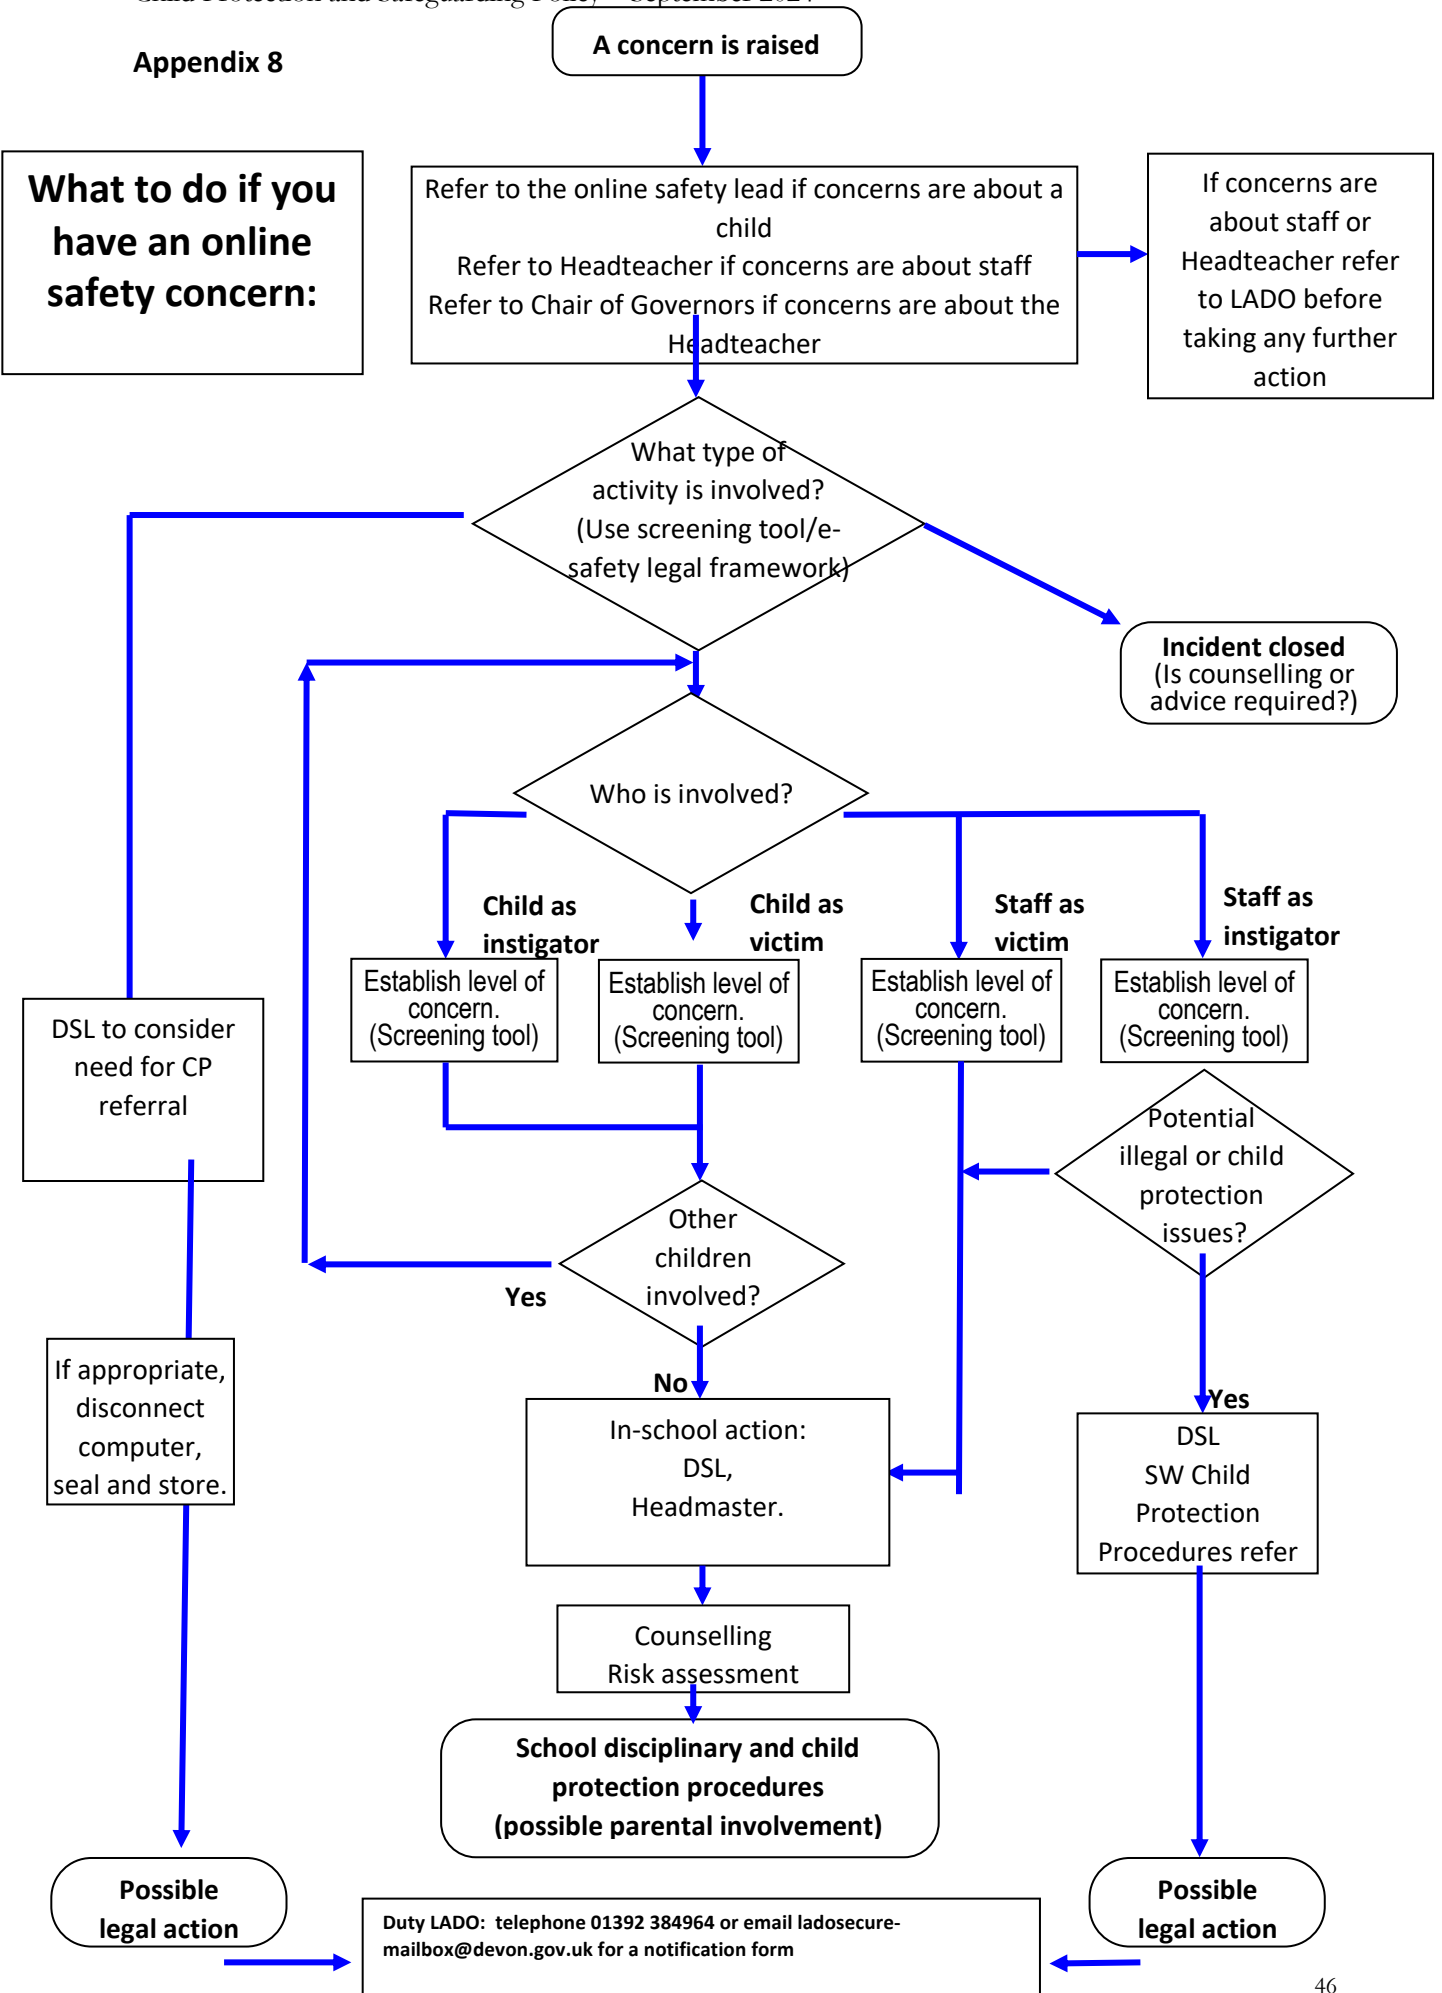 Child Protection and Safeguarding Policy – September 2024
A concern is raised
Appendix 8
What to do if you
have an online
safety concern:
Refer to the online safety lead if concerns are about a
child
Refer to Headteacher if concerns are about staff
Refer to Chair of Governors if concerns are about the
Headteacher
If concerns are
about staff or
Headteacher refer
to LADO before
taking any further
action
What type of
activity is involved?
(Use screening tool/e-
safety legal framework)
Incident closed
(Is counselling or
advice required?)
Who is involved?
Child as
instigator
Child as
victim
Staff as
victim
Staff as
instigator
Establish level of
concern.
(Screening tool)
Establish level of
concern.
(Screening tool)
Establish level of
concern.
(Screening tool)
Establish level of
concern.
(Screening tool)
DSL to consider
need for CP
referral
Potential
illegal or child
protection
issues?
Other
children
involved?
Yes
If appropriate,
disconnect
computer,
seal and store.
No
Yes
In-school action:
DSL,
Headmaster.
DSL
SW Child
Protection
Procedures refer
Counselling
Risk assessment
School disciplinary and child
protection procedures
(possible parental involvement)
Possible
legal action
Possible
legal action
Duty LADO: telephone 01392 384964 or email ladosecure-
mailbox@devon.gov.uk for a notification form
46